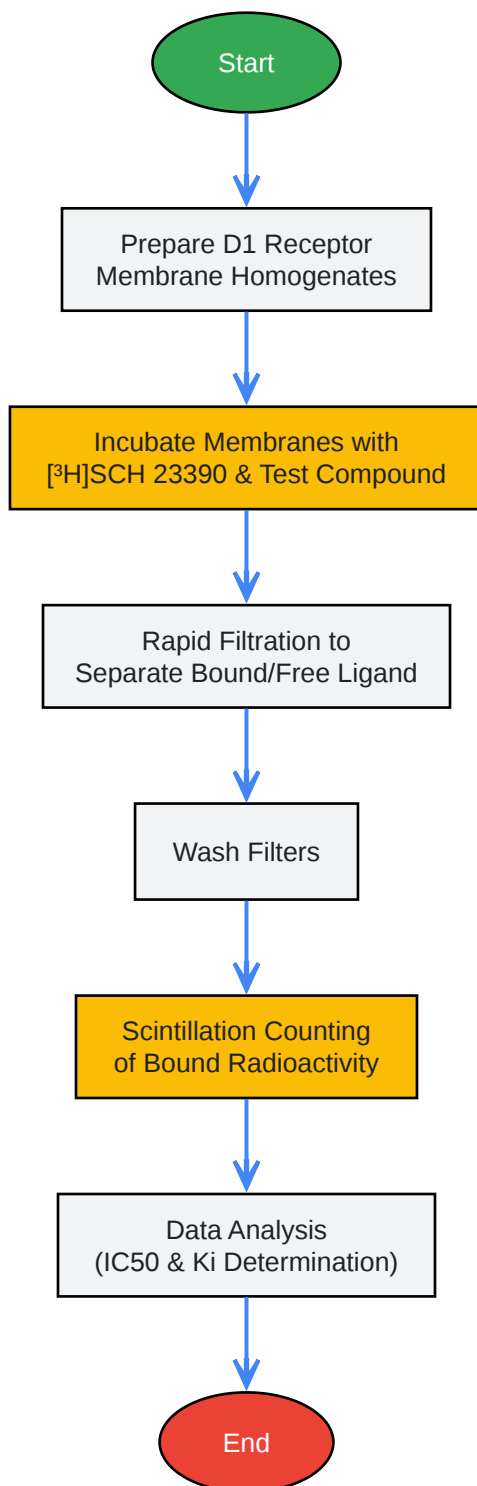 Start
Prepare D1 Receptor
Membrane Homogenates
Incubate Membranes with
[³H]SCH 23390 & Test Compound
Rapid Filtration to
Separate Bound/Free Ligand
Wash Filters
Scintillation Counting
of Bound Radioactivity
Data Analysis
(IC50 & Ki Determination)
End